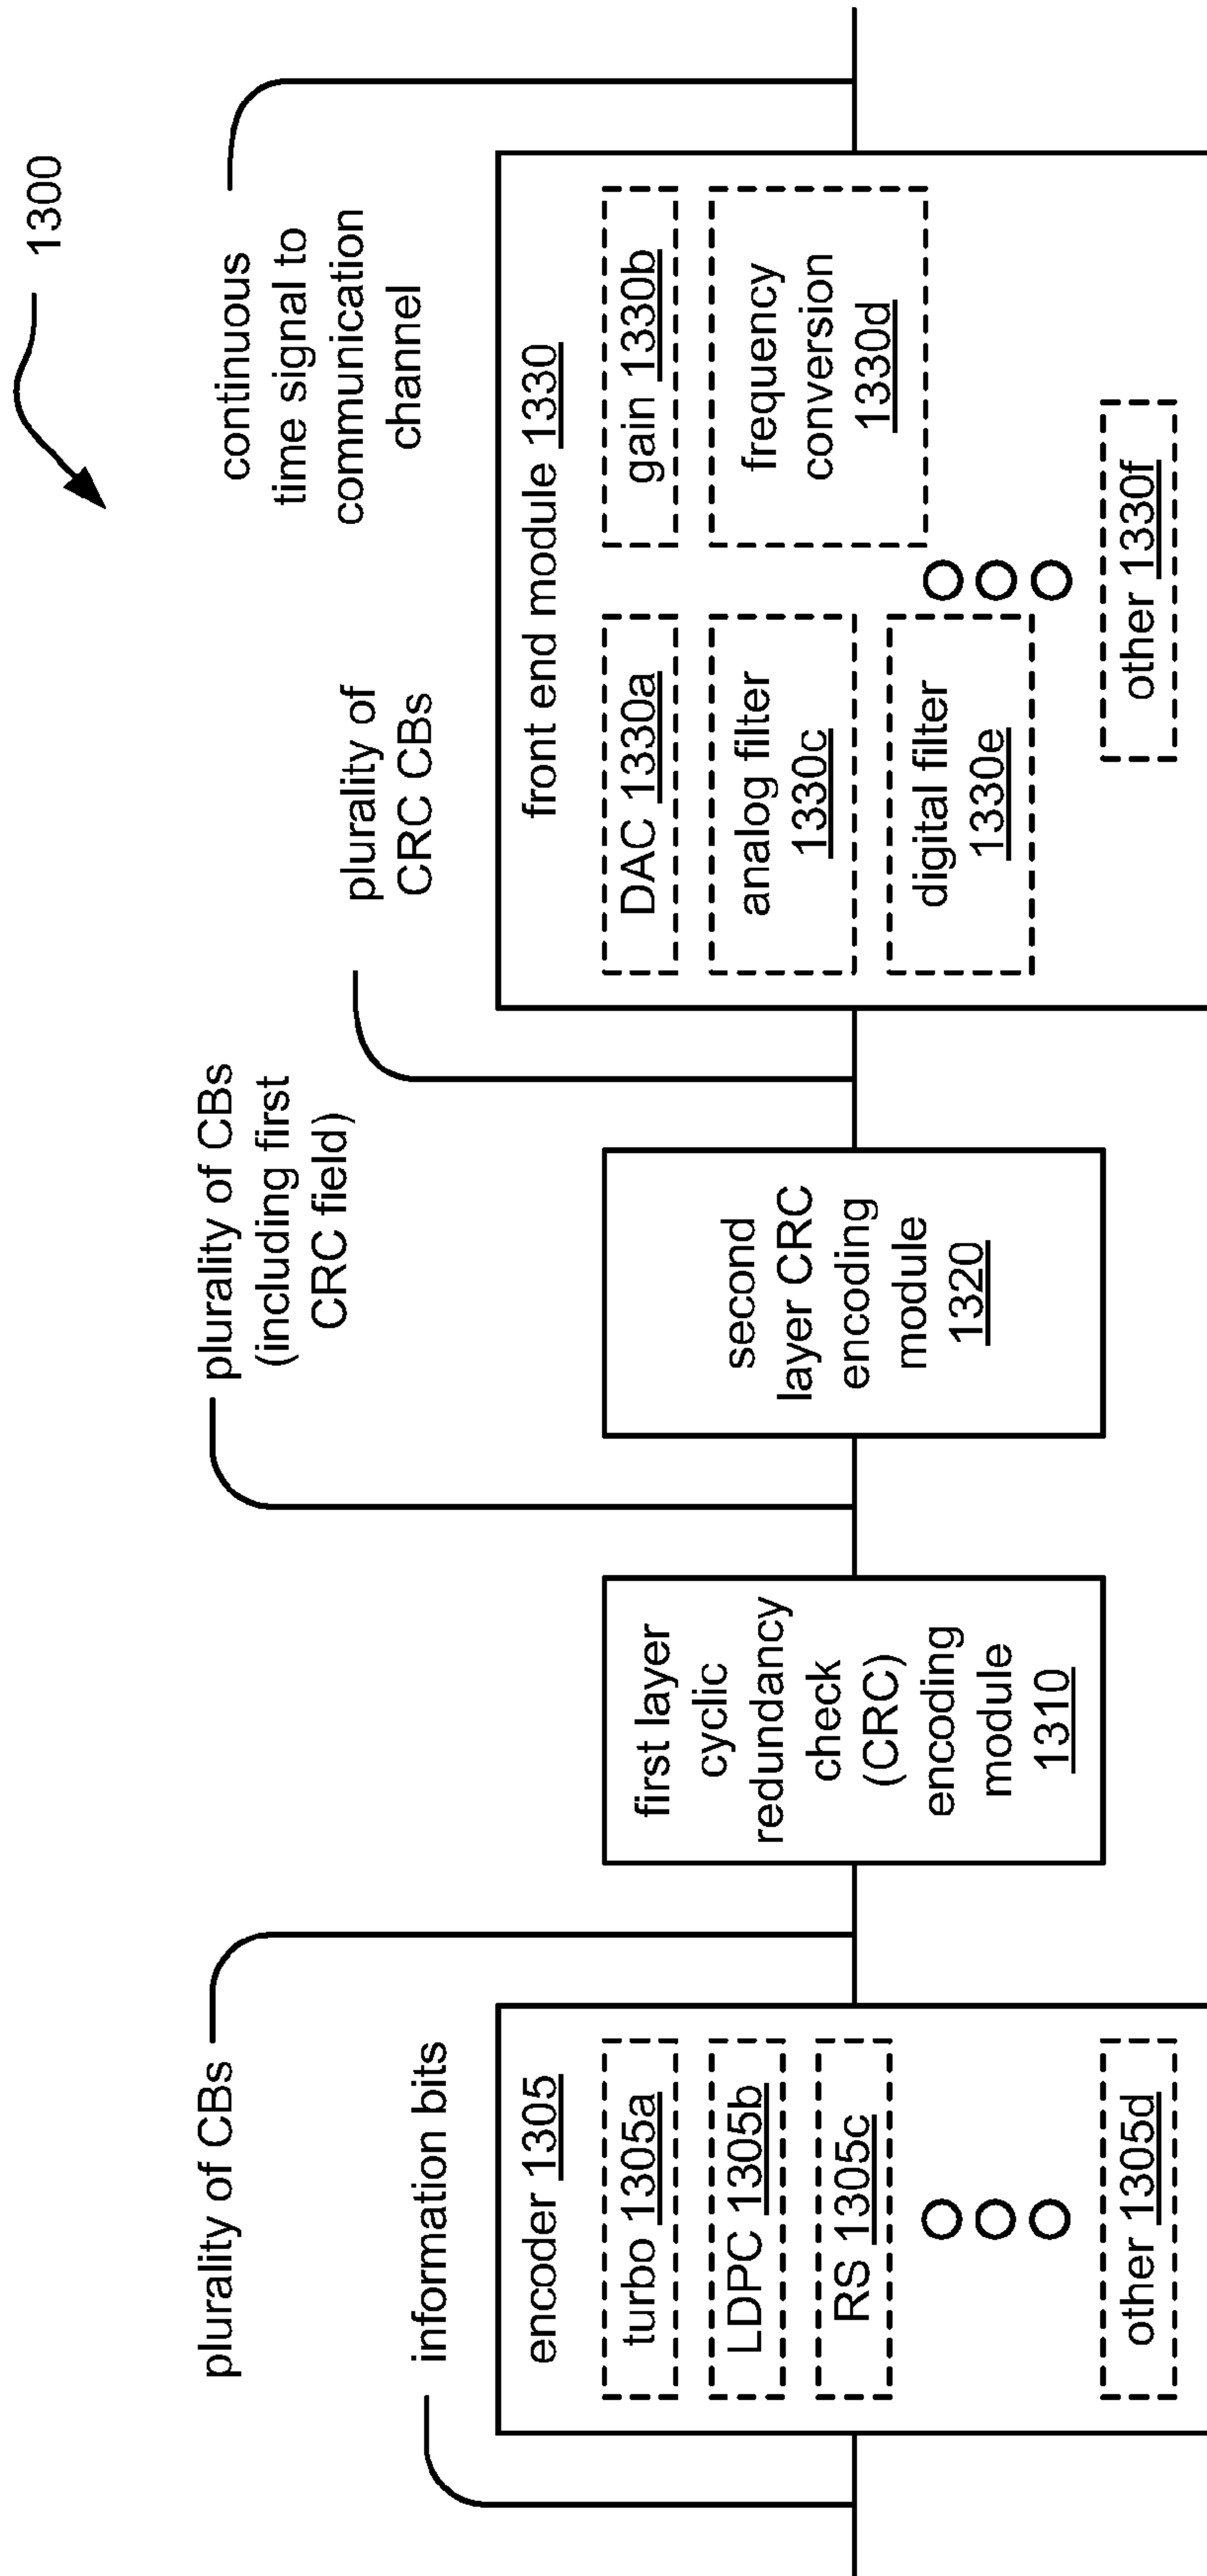 1300
plurality of CBs
information bits
encoder 1305
turbo 1305a
LDPC 1305b
RS 1305c
other 1305d
first layer
cyclic
redundancy
check
(CRC)
encoding
module
1310
plurality of CBs
(including first
CRC field)
second
layer CRC
encoding
module
1320
plurality of
CRC CBs
front end module 1330
DAC 1330a
gain 1330b
analog filter
1330c
frequency
conversion
1330d
digital filter
1330e
other 1330f
continuous
time signal to
communication
channel